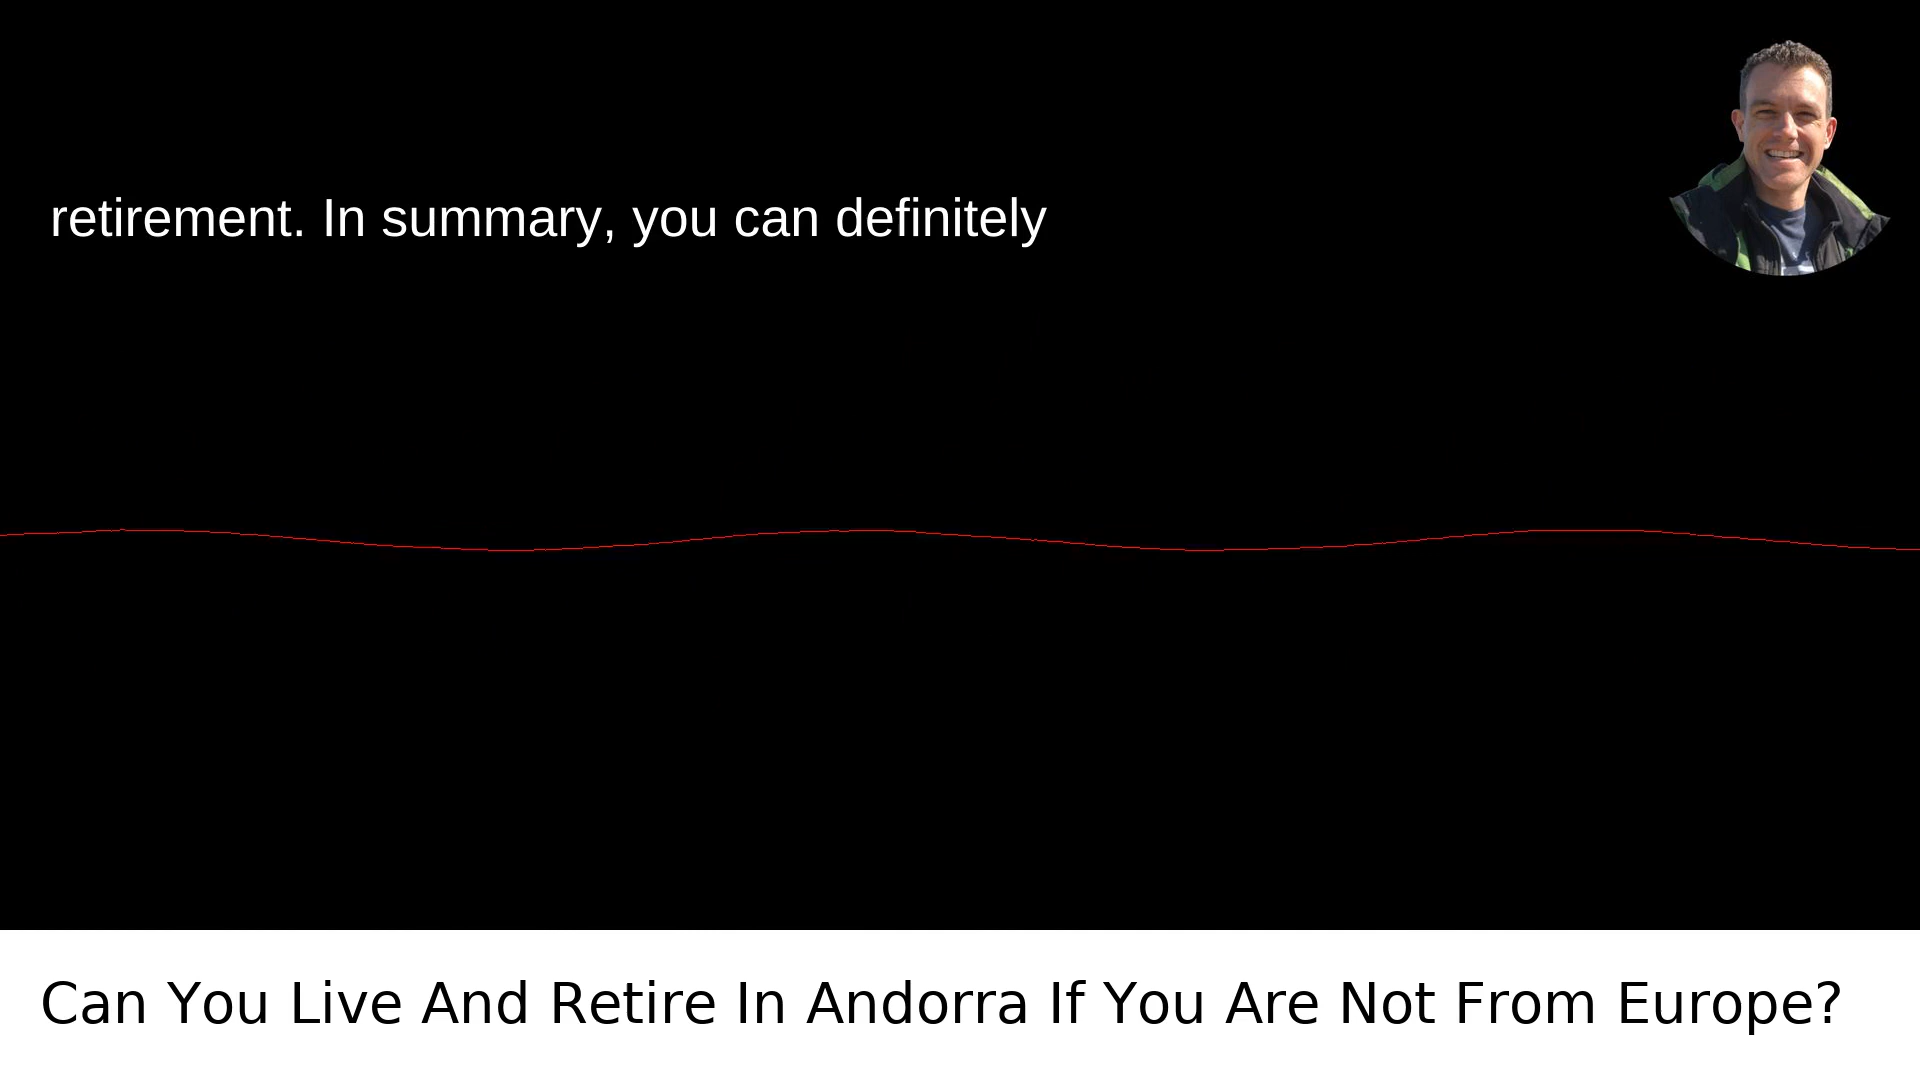 retirement. In summary, you can definitely
Can You Live And Retire In Andorra If You Are Not From Europe?